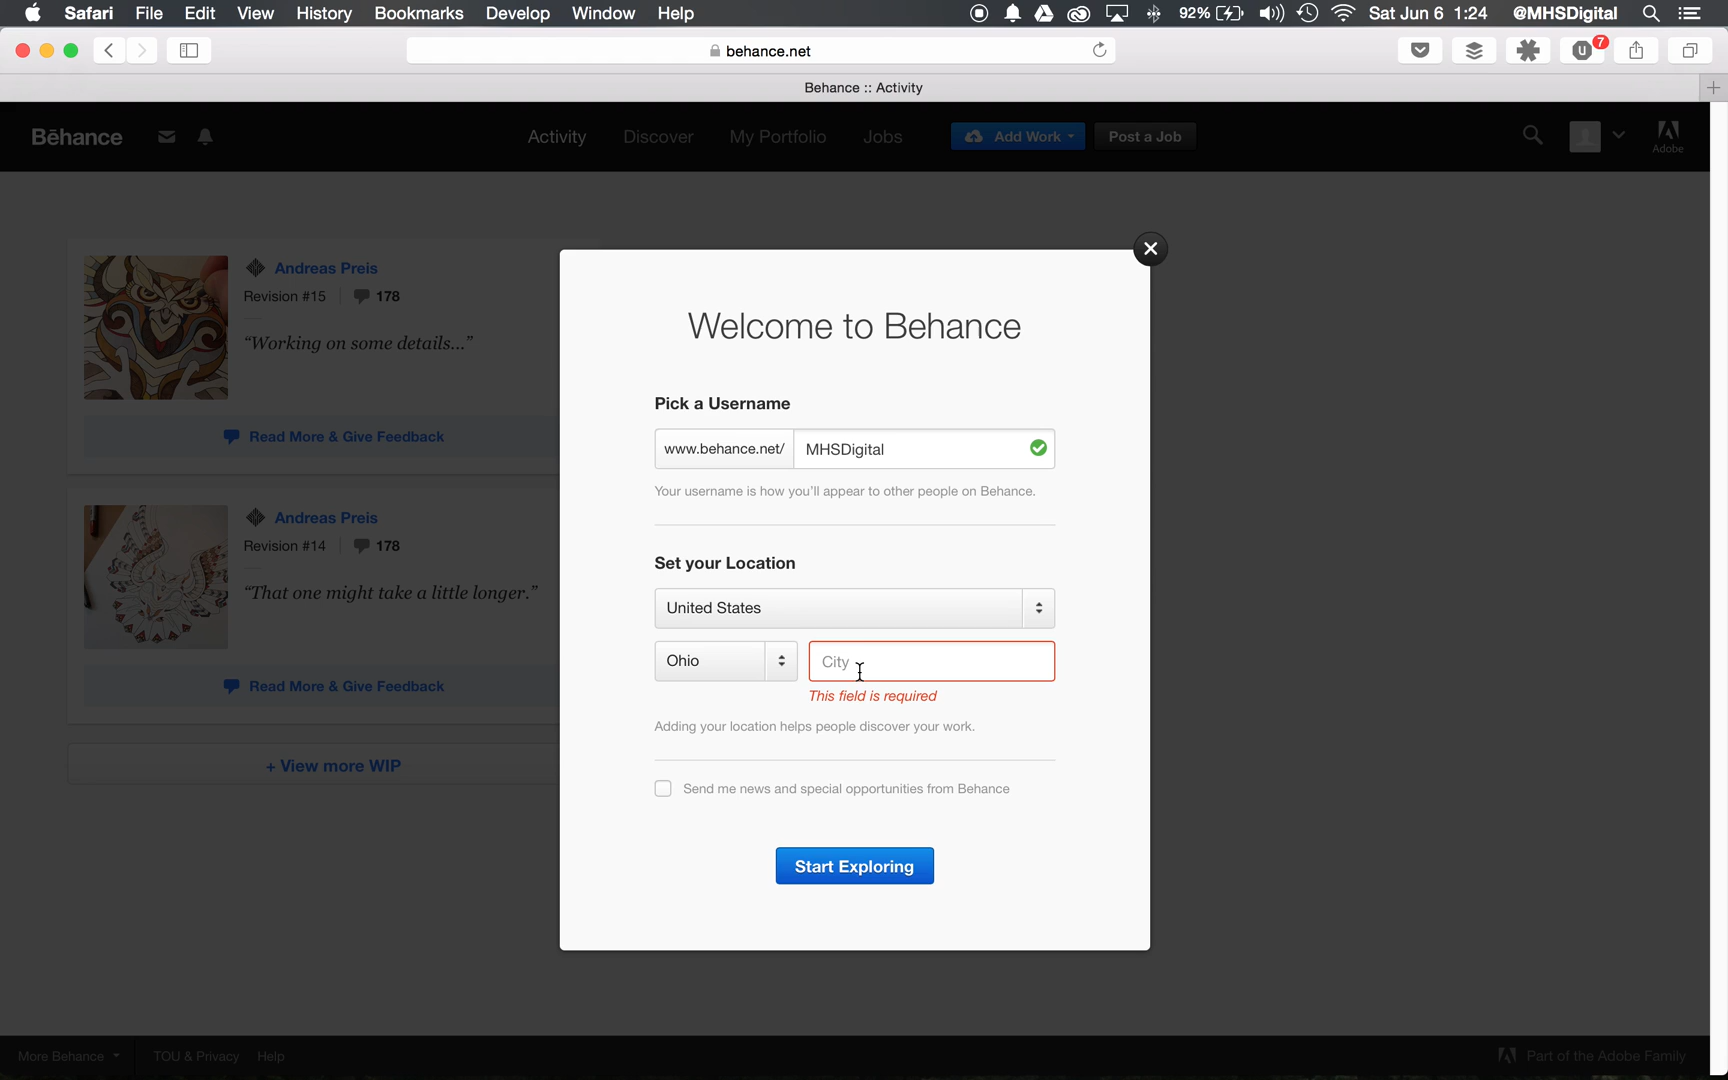 Safari File Edit View History Bookmarks Develop Window Help 92% Sat Jun 6 1:24 @MHSDigital
behance.net
7
Behance :: Activity
Bēhance Activity Discover My Portfolio Jobs Add Work Post a Job Adobe
Andreas Preis
Revision #15 178
“Working on some details...”
Read More & Give Feedback
Andreas Preis
Revision #14 178
“That one might take a little longer.”
Read More & Give Feedback
+ View more WIP
Welcome to Behance
Pick a Username
www.behance.net/ MHSDigital
Your username is how you’ll appear to other people on Behance.
Set your Location
United States
Ohio City
This field is required
Adding your location helps people discover your work.
Send me news and special opportunities from Behance
Start Exploring
More Behance TOU & Privacy Help Part of the Adobe Family